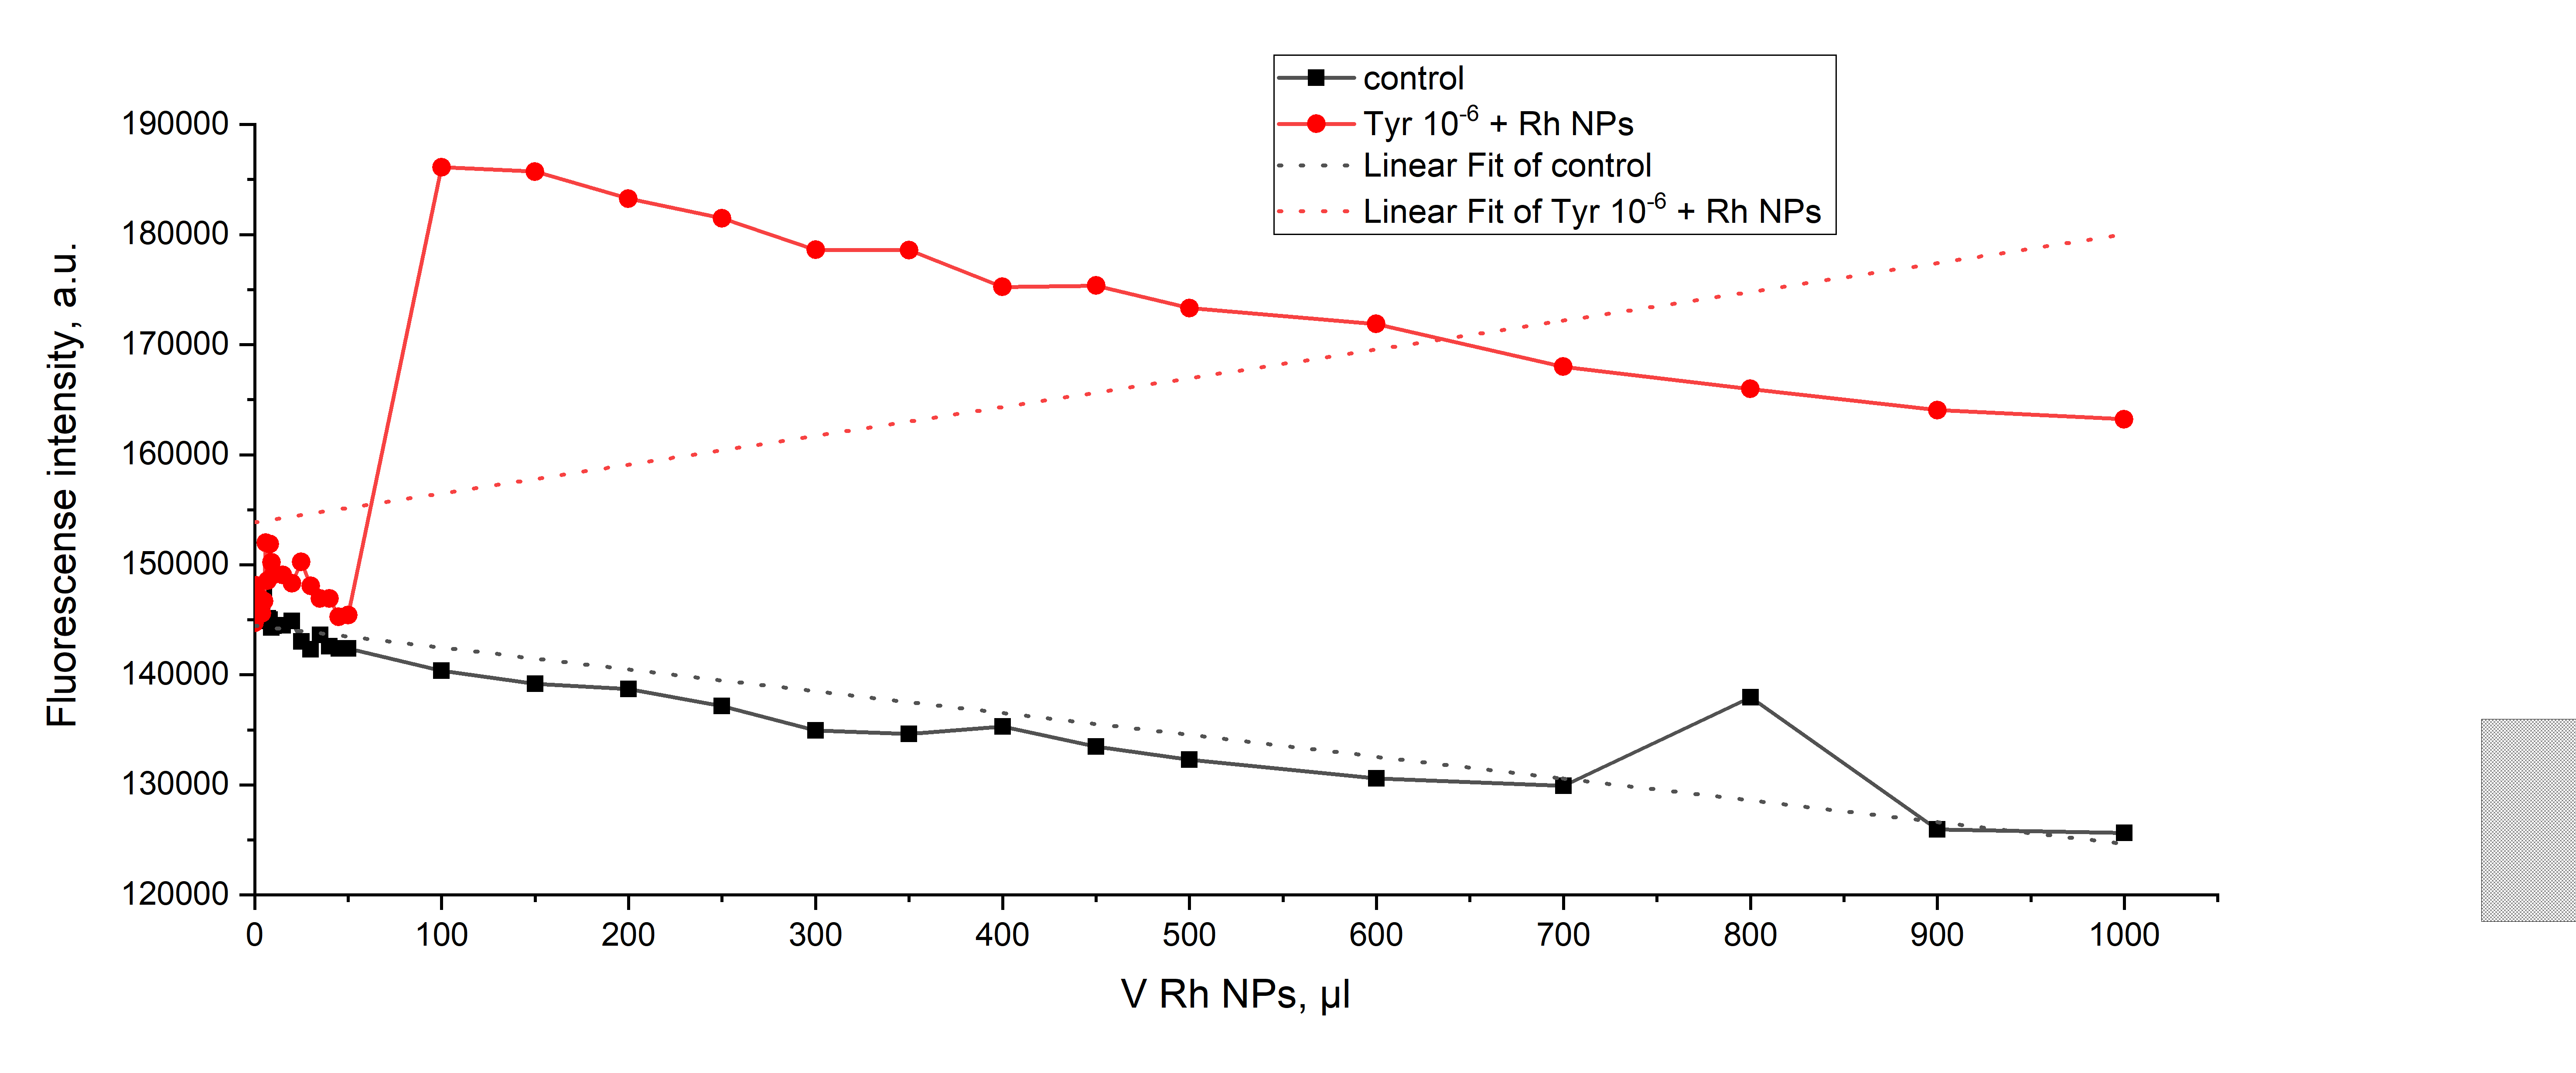 control
Tyr 10⁻⁶ + Rh NPs
Linear Fit of control
Linear Fit of Tyr 10⁻⁶ + Rh NPs
190000
180000
170000
160000
150000
140000
130000
120000
Fluorescense intensity, a.u.
0 100 200 300 400 500 600 700 800 900 1000
V Rh NPs, µl